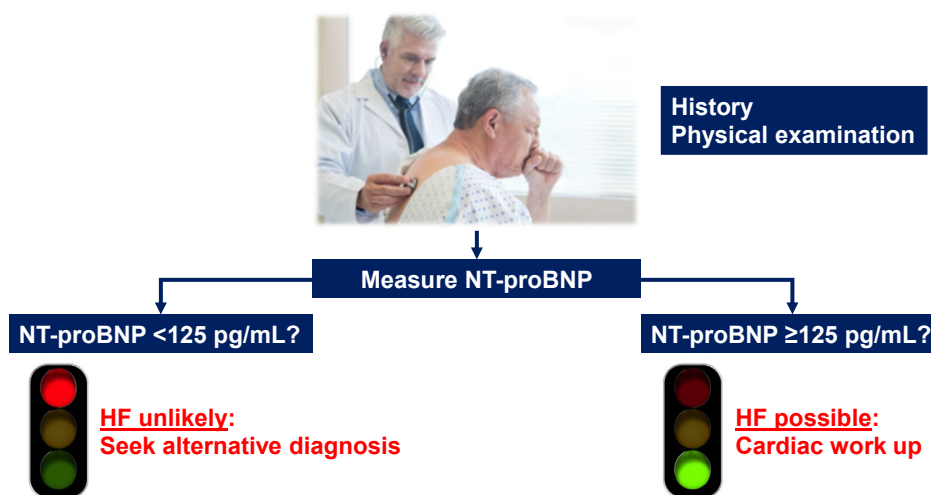 History
Physical examination
Measure NT-proBNP
NT-proBNP <125 pg/mL?
NT-proBNP ≥125 pg/mL?
HF unlikely:
Seek alternative diagnosis
HF possible:
Cardiac work up